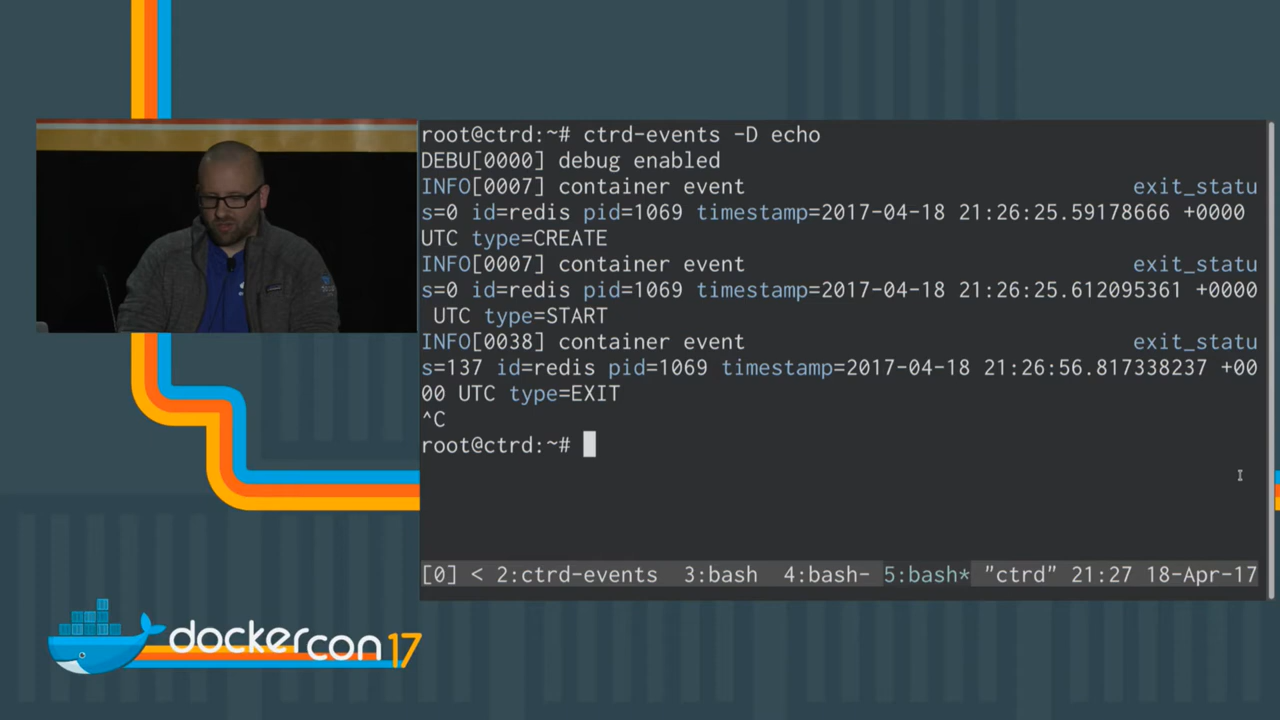 root@ctrd:~# ctrd-events -D echo
DEBU[0000] debug enabled
INFO[0007] container event exit_statu
s=0 id=redis pid=1069 timestamp=2017-04-18 21:26:25.59178666 +0000
UTC type=CREATE
INFO[0007] container event exit_statu
s=0 id=redis pid=1069 timestamp=2017-04-18 21:26:25.612095361 +0000
 UTC type=START
INFO[0038] container event exit_statu
s=137 id=redis pid=1069 timestamp=2017-04-18 21:26:56.817338237 +00
00 UTC type=EXIT
^C
root@ctrd:~#
[0] < 2:ctrd-events 3:bash 4:bash- 5:bash* "ctrd" 21:27 18-Apr-17
dockercon 17